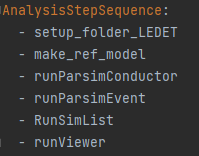 AnalysisStepSequence:
- setup_folder_LEDET
- make_ref_model
- runParsimConductor
- runParsimEvent
- RunSimList
- runViewer